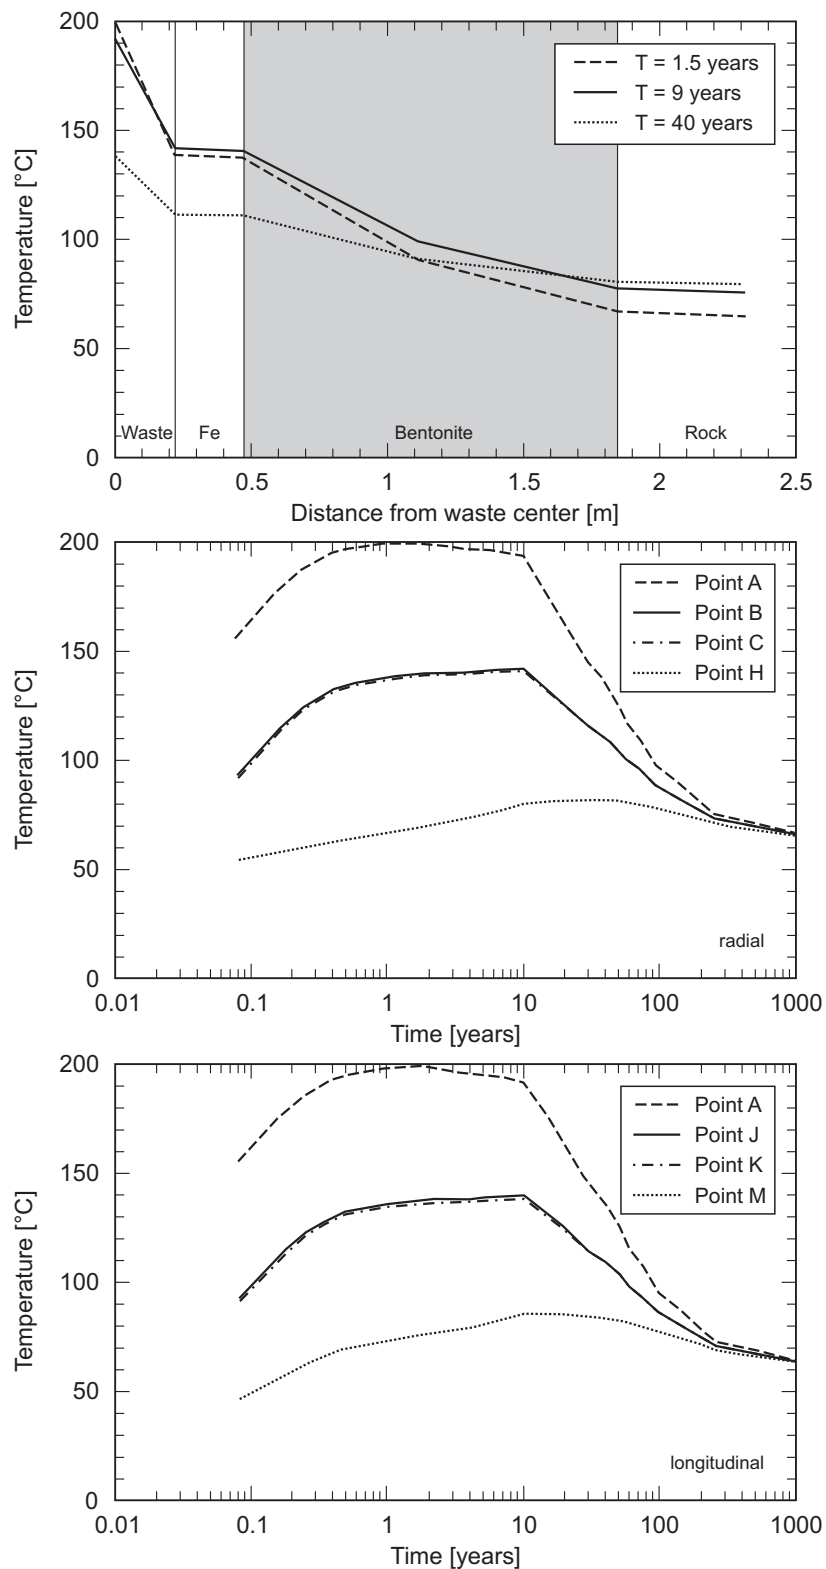 200
150
100
50
0
Temperature [°C]
T = 1.5 years
T = 9 years
T = 40 years
Waste Fe Bentonite Rock
0 0.5 1 1.5 2 2.5
Distance from waste center [m]
200
150
100
50
0
Temperature [°C]
Point A
Point B
Point C
Point H
radial
0.01 0.1 1 10 100 1000
Time [years]
200
150
100
50
0
Temperature [°C]
Point A
Point J
Point K
Point M
longitudinal
0.01 0.1 1 10 100 1000
Time [years]